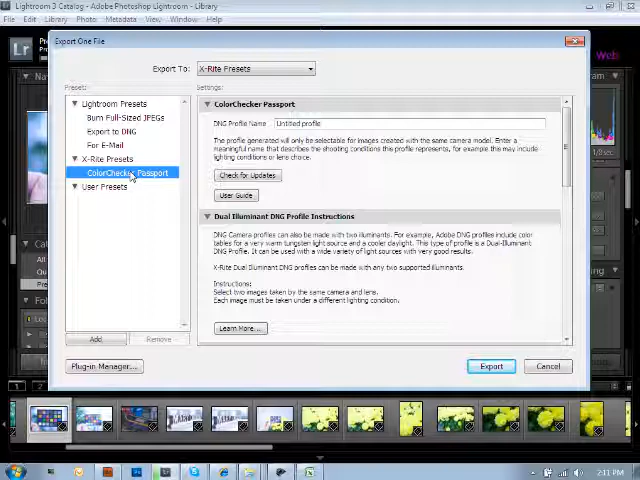 Lightroom 3 Catalog - Adobe Photoshop Lightroom - Library
File Edit Library Photo Metadata View Window Help
Lr
Web
Export One File
Export To: X-Rite Presets
Preset:
Settings:
Lightroom Presets
Burn Full-Sized JPEGs
Export to DNG
For E-Mail
X-Rite Presets
ColorChecker Passport
User Presets
Add
Remove
ColorChecker Passport
DNG Profile Name Untitled profile
The profile generated will only be selectable for images created with the same camera model. Enter a
meaningful name that describes the shooting conditions this profile represents, for example this may include
lighting conditions or lens choice.
Check for Updates
User Guide
Dual Illuminant DNG Profile Instructions
DNG Camera profiles can also be made with two illuminants. For example, Adobe DNG profiles include color
tables for a very warm tungsten light source and a cooler daylight. This type of profile is a Dual-Illuminant
DNG Profile. It can be used with a wide variety of light sources with very good results.
X-Rite Dual Illuminant DNG profiles can be made with any two supported illuminants.
Instructions:
Select two images taken by the same camera and lens.
Each image must be taken under a different lighting condition.
Learn More...
Plug-in Manager...
Export
Cancel
1 2
2:11 PM